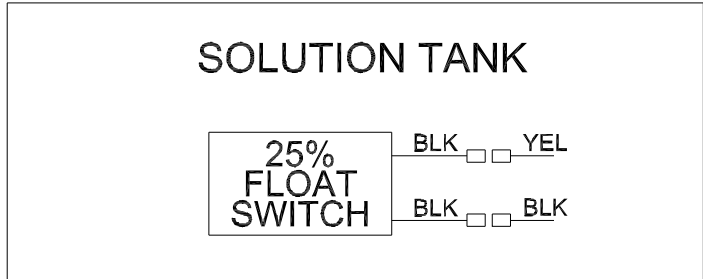 SOLUTION TANK
25%
FLOAT
SWITCH
BLK YEL
BLK BLK